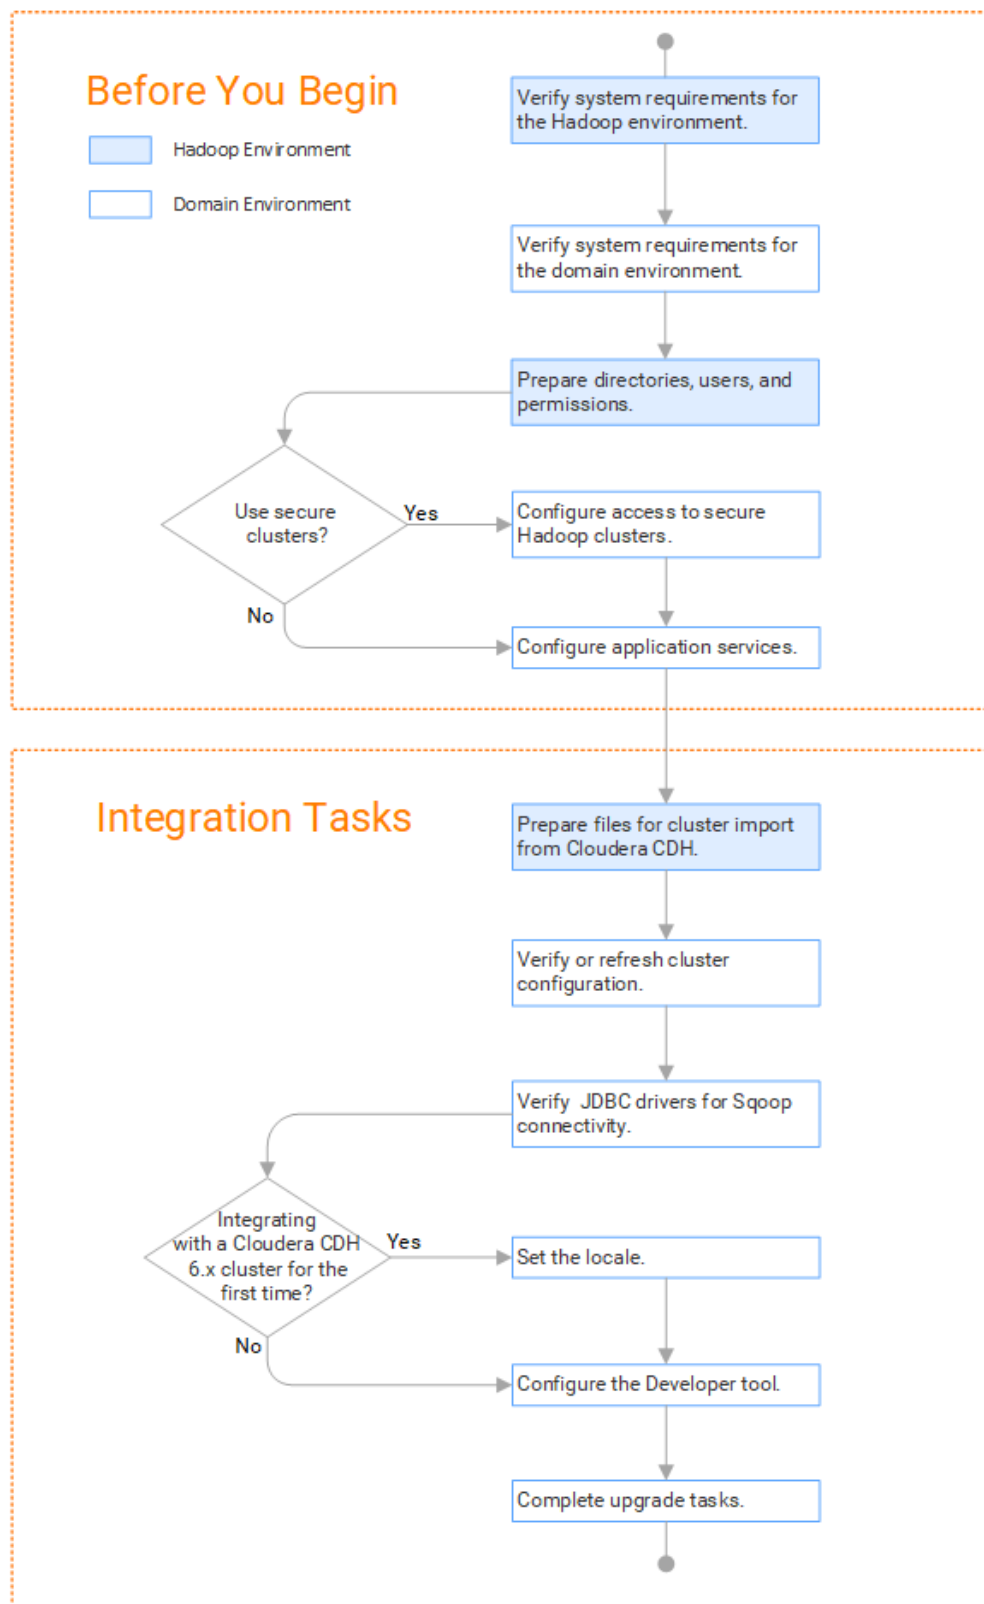 Before You Begin
Hadoop Environment
Domain Environment
Verify system requirements for
the Hadoop environment.
Verify system requirements for
the domain environment.
Prepare directories, users, and
permissions.
Use secure
clusters?
Yes
Configure access to secure
Hadoop clusters.
No
Configure application services.
Integration Tasks
Prepare files for cluster import
from Cloudera CDH.
Verify or refresh cluster
configuration.
Verify JDBC drivers for Sqoop
connectivity.
Integrating
with a Cloudera CDH
6.x cluster for the
first time?
Yes
Set the locale.
No
Configure the Developer tool.
Complete upgrade tasks.